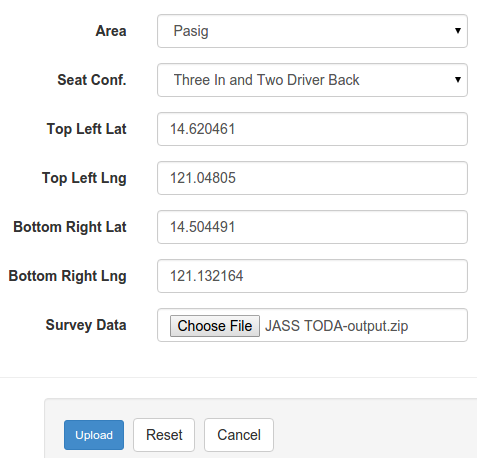 Area Pasig
Seat Conf. Three In and Two Driver Back
Top Left Lat 14.620461
Top Left Lng 121.04805
Bottom Right Lat 14.504491
Bottom Right Lng 121.132164
Survey Data Choose File JASS TODA-output.zip
Upload Reset Cancel